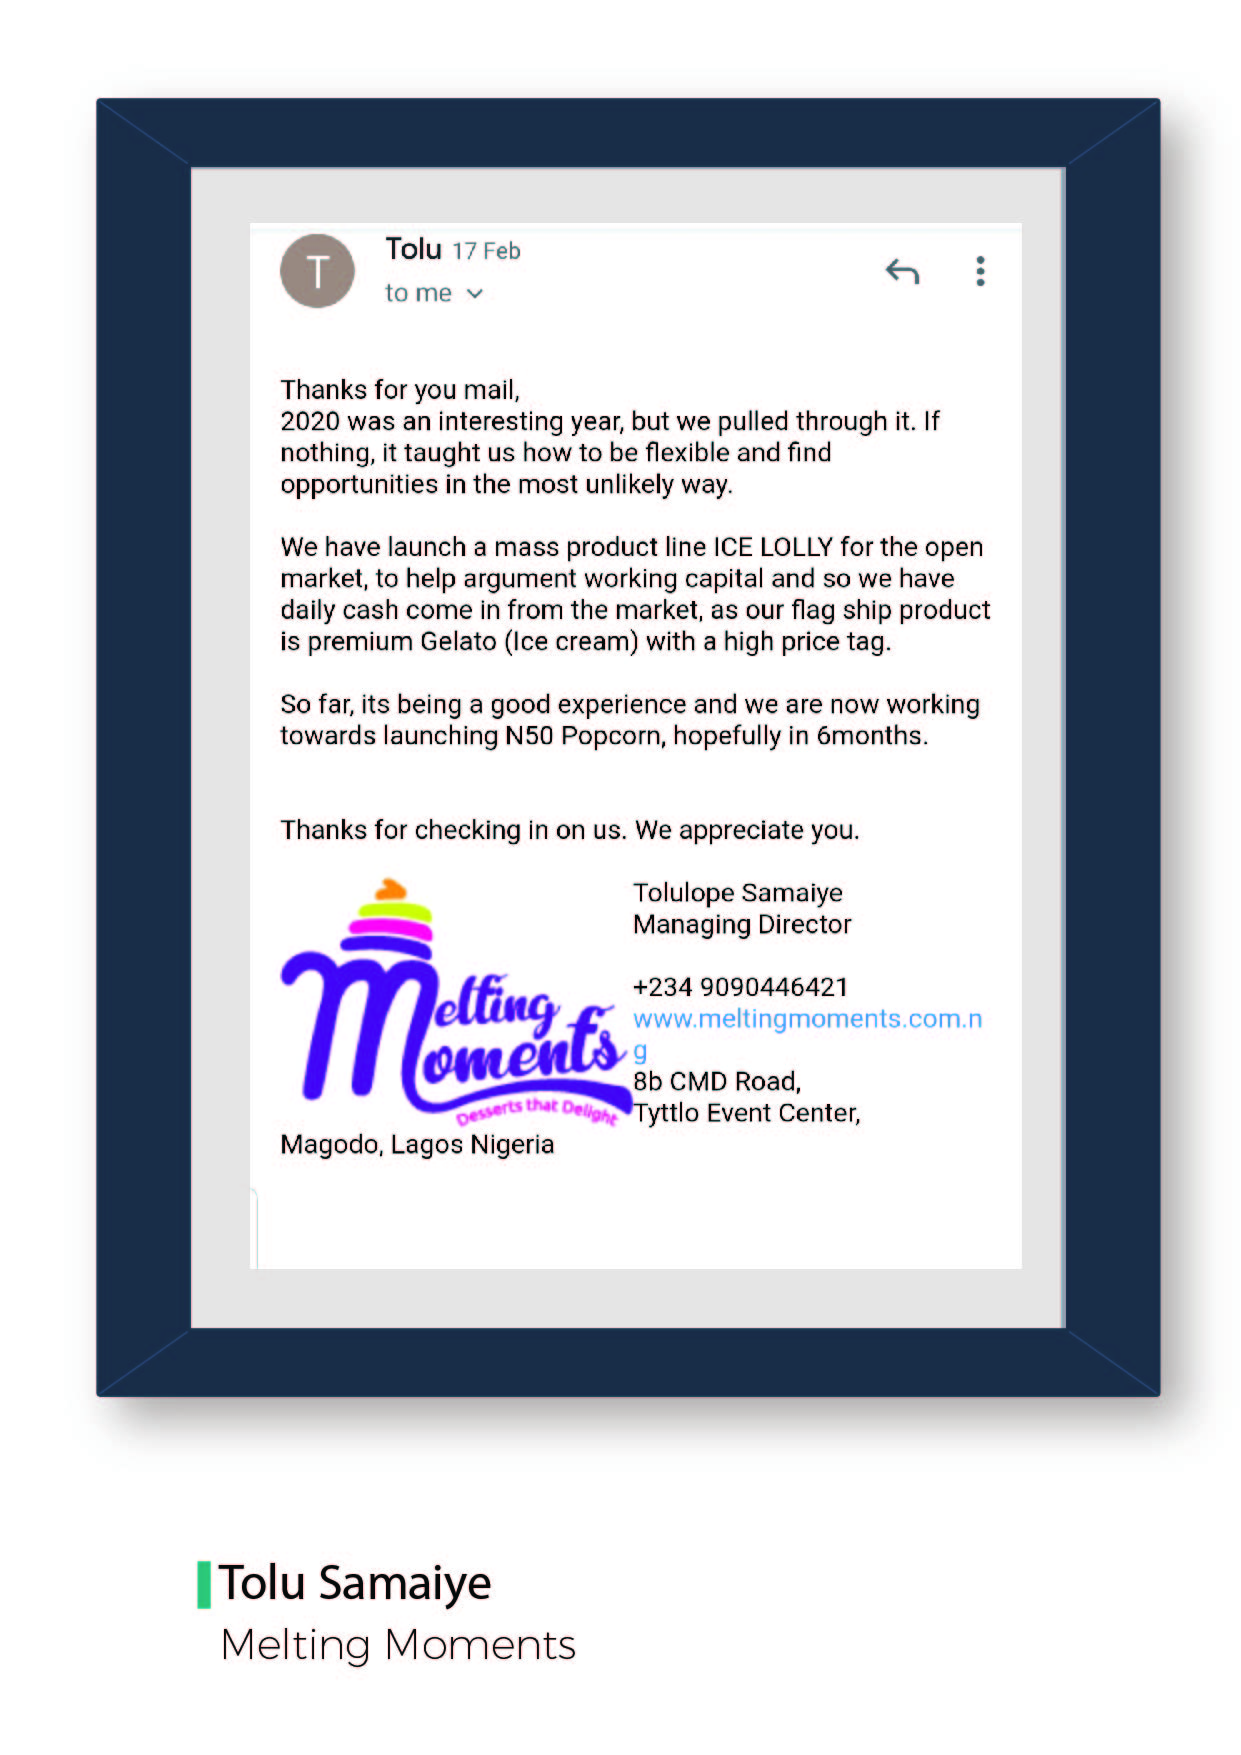 T
Tolu 17 Feb
to me
Thanks for you mail,
2020 was an interesting year, but we pulled through it. If
nothing, it taught us how to be flexible and find
opportunities in the most unlikely way.
We have launch a mass product line ICE LOLLY for the open
market, to help argument working capital and so we have
daily cash come in from the market, as our flag ship product
is premium Gelato (Ice cream) with a high price tag.
So far, its being a good experience and we are now working
towards launching N50 Popcorn, hopefully in 6months.
Thanks for checking in on us. We appreciate you.
Melting
Moments
Desserts that Delight
Tolulope Samaiye
Managing Director
+234 9090446421
www.meltingmoments.com.n
g
8b CMD Road,
Tyttlo Event Center,
Magodo, Lagos Nigeria
Tolu Samaiye
Melting Moments